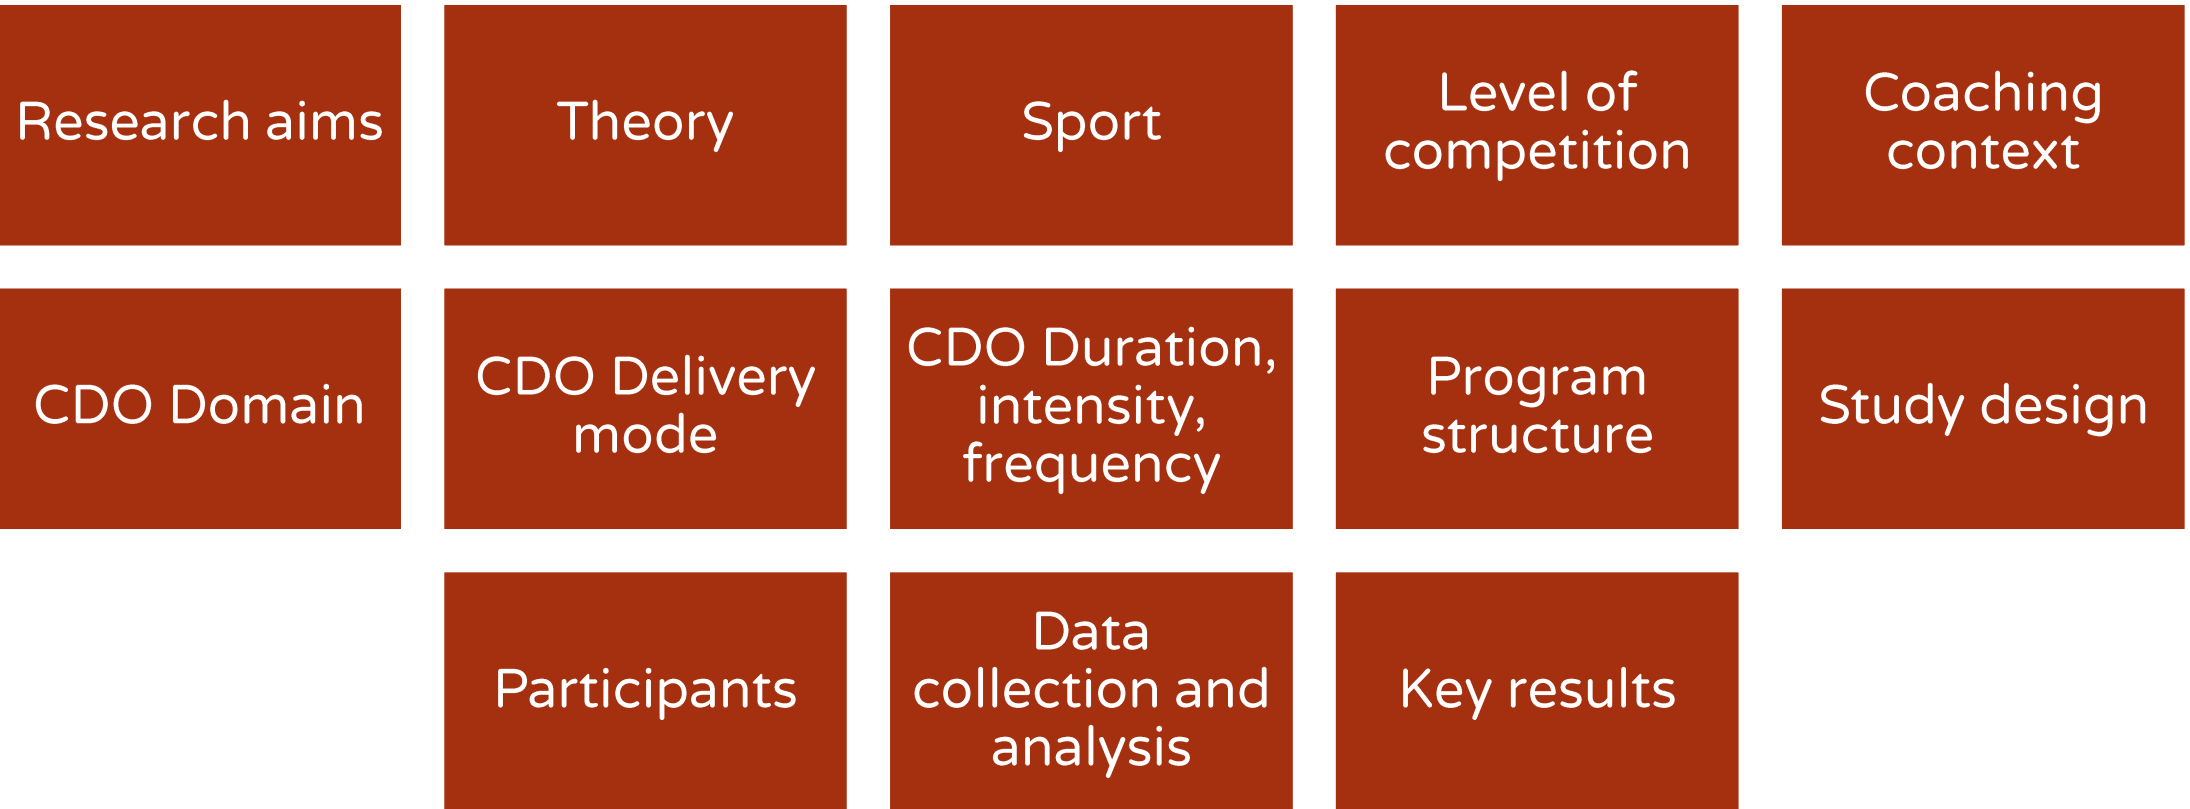 Research aims
Theory
Sport
Level of
competition
Coaching
context
CDO Domain
CDO Delivery
mode
CDO Duration,
intensity,
frequency
Program
structure
Study design
Participants
Data
collection and
analysis
Key results